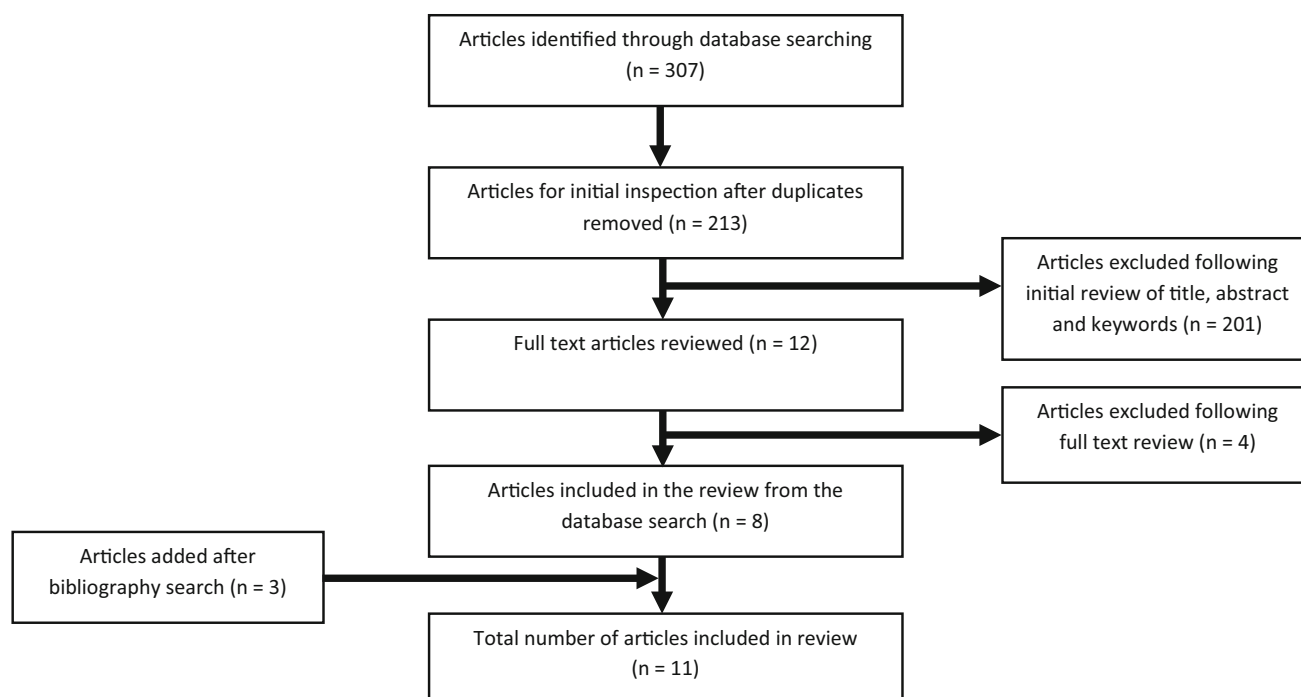 Articles identified through database searching
(n = 307)
Articles for initial inspection after duplicates
removed (n = 213)
Articles excluded following
initial review of title, abstract
and keywords (n = 201)
Full text articles reviewed (n = 12)
Articles excluded following
full text review (n = 4)
Articles included in the review from the
database search (n = 8)
Articles added after
bibliography search (n = 3)
Total number of articles included in review
(n = 11)